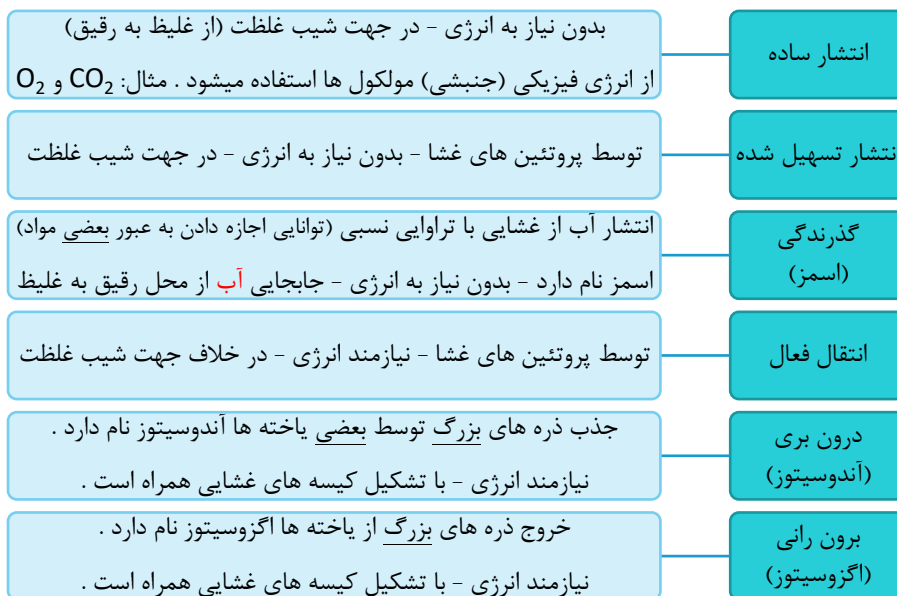 انتشار ساده
بدون نیاز به انرژی - در جهت شیب غلظت (از غلیظ به رقیق)
از انرژی فیزیکی (جنبشی) مولکول ها استفاده میشود . مثال: CO₂ و O₂
نتشار تسهیل شده
توسط پروتئین های غشا - بدون نیاز به انرژی - در جهت شیب غلظت
گذرندگی
(اسمز)
انتشار آب از غشایی با تراوایی نسبی (توانایی اجازه دادن به عبور بعضی مواد)
اسمز نام دارد - بدون نیاز به انرژی - جابجایی آب از محل رقیق به غلیظ
انتقال فعال
توسط پروتئین های غشا - نیازمند انرژی - در خلاف جهت شیب غلظت
درون بری
(آندوسیتوز)
جذب ذره های بزرگ توسط بعضی یاخته ها آندوسیتوز نام دارد .
نیازمند انرژی - با تشکیل کیسه های غشایی همراه است .
برون رانی
(اگزوسیتوز)
خروج ذره های بزرگ از یاخته ها اگزوسیتوز نام دارد .
نیازمند انرژی - با تشکیل کیسه های غشایی همراه است .